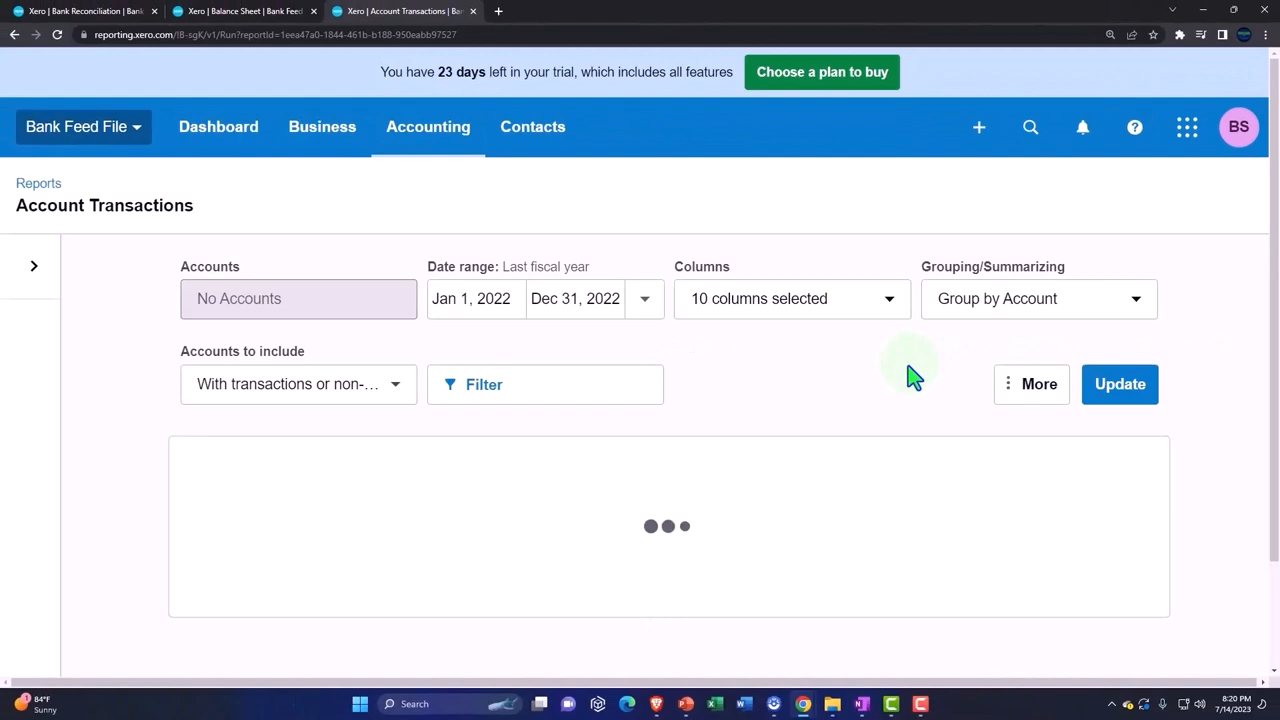 Xero | Bank Reconciliation | Bank
Xero | Balance Sheet | Bank Feed
Xero | Account Transactions | Ban
reporting.xero.com/!B-sgK/v1/Run?reportId=1eea47a0-1844-461b-b188-950eabb97527
You have 23 days left in your trial, which includes all features
Choose a plan to buy
Bank Feed File
Dashboard
Business
Accounting
Contacts
BS
Reports
Account Transactions
Accounts
Date range: Last fiscal year
Columns
Grouping/Summarizing
No Accounts
Jan 1, 2022
Dec 31, 2022
10 columns selected
Group by Account
Accounts to include
With transactions or non-...
Filter
More
Update
84°F
Sunny
Search
8:20 PM
7/14/2023